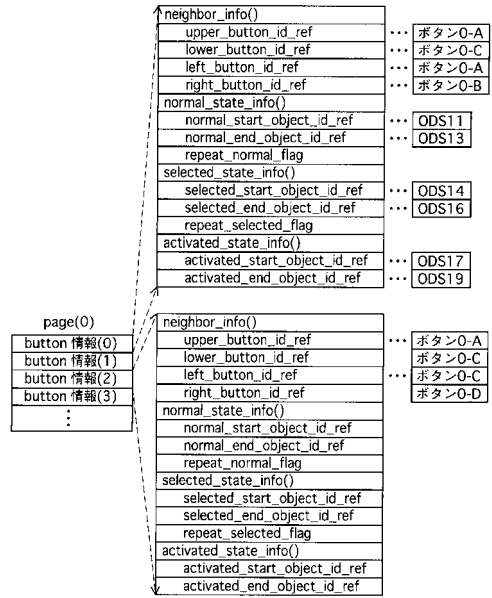 neighbor_info()
upper_button_id_ref ··· ボタン0-A
lower_button_id_ref ··· ボタン0-C
left_button_id_ref ··· ボタン0-A
right_button_id_ref ··· ボタン0-B
normal_state_info()
normal_start_object_id_ref ··· ODS11
normal_end_object_id_ref ··· ODS13
repeat_normal_flag
selected_state_info()
selected_start_object_id_ref ··· ODS14
selected_end_object_id_ref ··· ODS16
repeat_selected_flag
activated_state_info()
activated_start_object_id_ref ··· ODS17
activated_end_object_id_ref ··· ODS19
page(0)
button 情報(0)
button 情報(1)
button 情報(2)
button 情報(3)
⋮
neighbor_info()
upper_button_id_ref ··· ボタン0-A
lower_button_id_ref ボタン0-C
left_button_id_ref ··· ボタン0-C
right_button_id_ref ボタン0-D
normal_state_info()
normal_start_object_id_ref
normal_end_object_id_ref
repeat_normal_flag
selected_state_info()
selected_start_object_id_ref
selected_end_object_id_ref
repeat_selected_flag
activated_state_info()
activated_start_object_id_ref
activated_end_object_id_ref